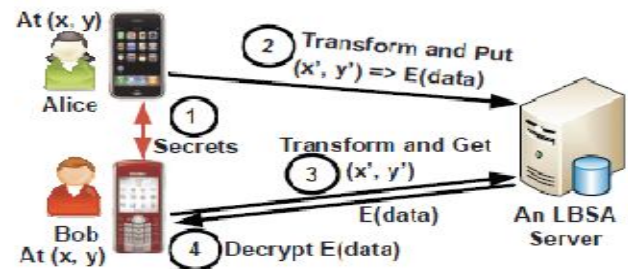 At (x, y)
Alice
1
Secrets
2 Transform and Put
(x', y') => E(data)
Transform and Get
3 (x', y')
E(data)
Bob
At (x, y)
4 Decrypt E(data)
An LBSA
Server